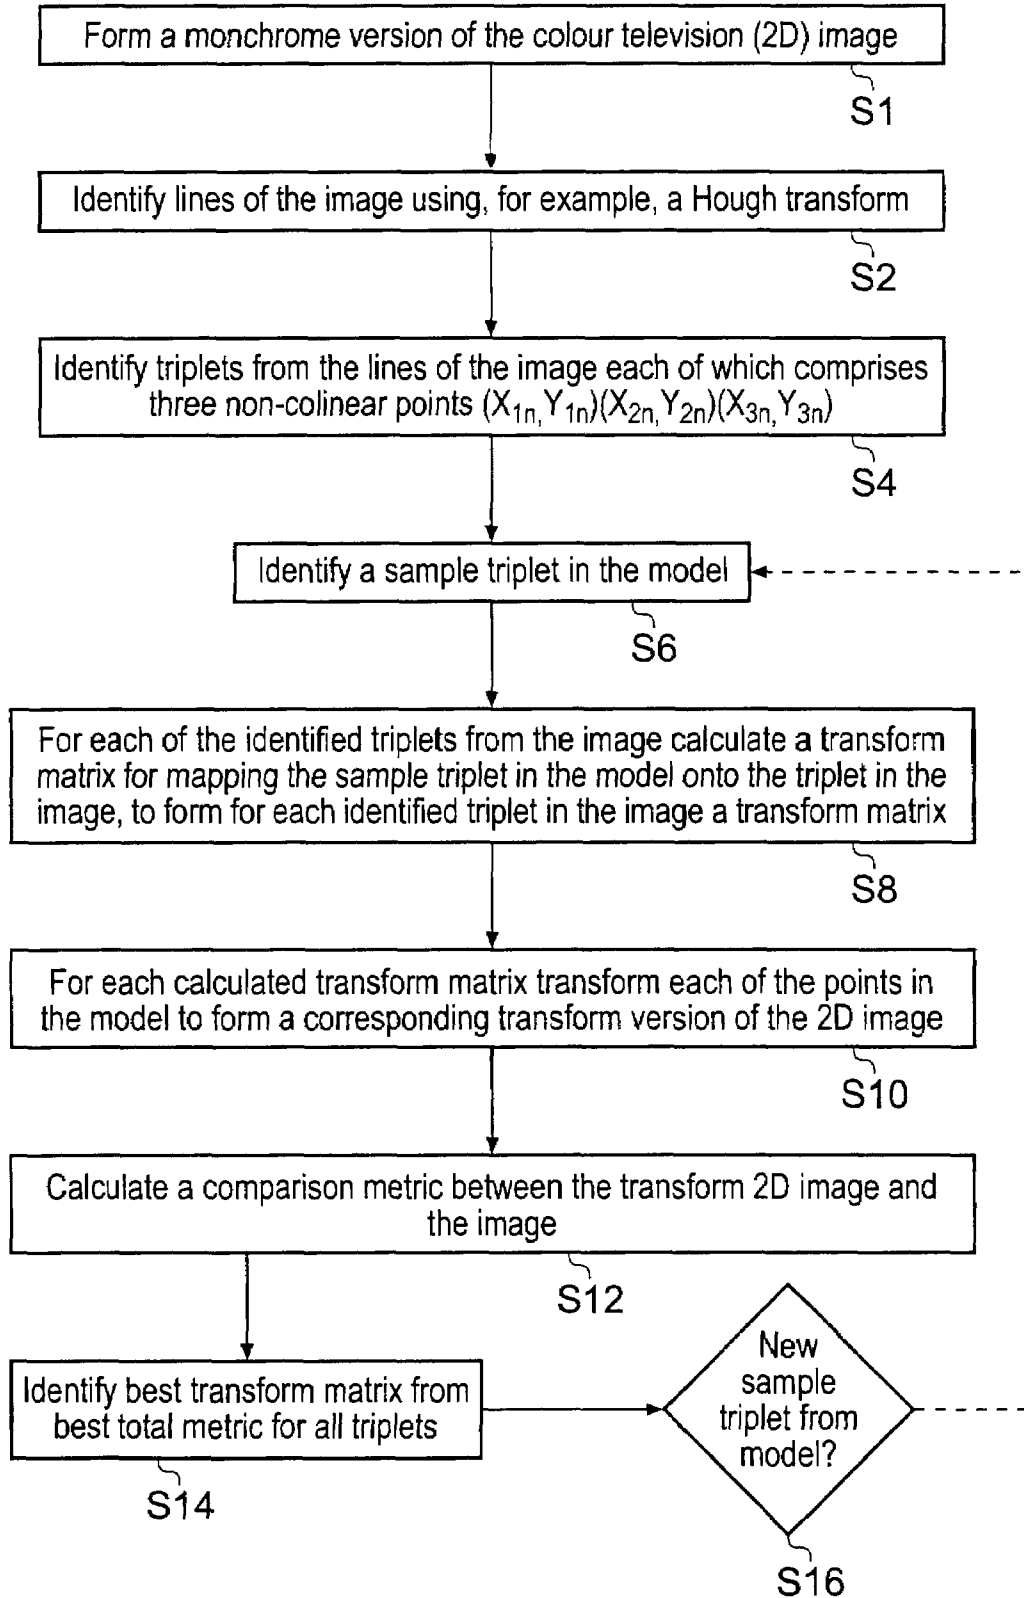 Form a monchrome version of the colour television (2D) image
S1
Identify lines of the image using, for example, a Hough transform
S2
Identify triplets from the lines of the image each of which comprises
three non-colinear points (X1n,Y1n)(X2n,Y2n)(X3n,Y3n)
S4
Identify a sample triplet in the model
S6
For each of the identified triplets from the image calculate a transform
matrix for mapping the sample triplet in the model onto the triplet in the
image, to form for each identified triplet in the image a transform matrix
S8
For each calculated transform matrix transform each of the points in
the model to form a corresponding transform version of the 2D image
S10
Calculate a comparison metric between the transform 2D image and
the image
S12
Identify best transform matrix from
best total metric for all triplets
S14
New
sample
triplet from
model?
S16